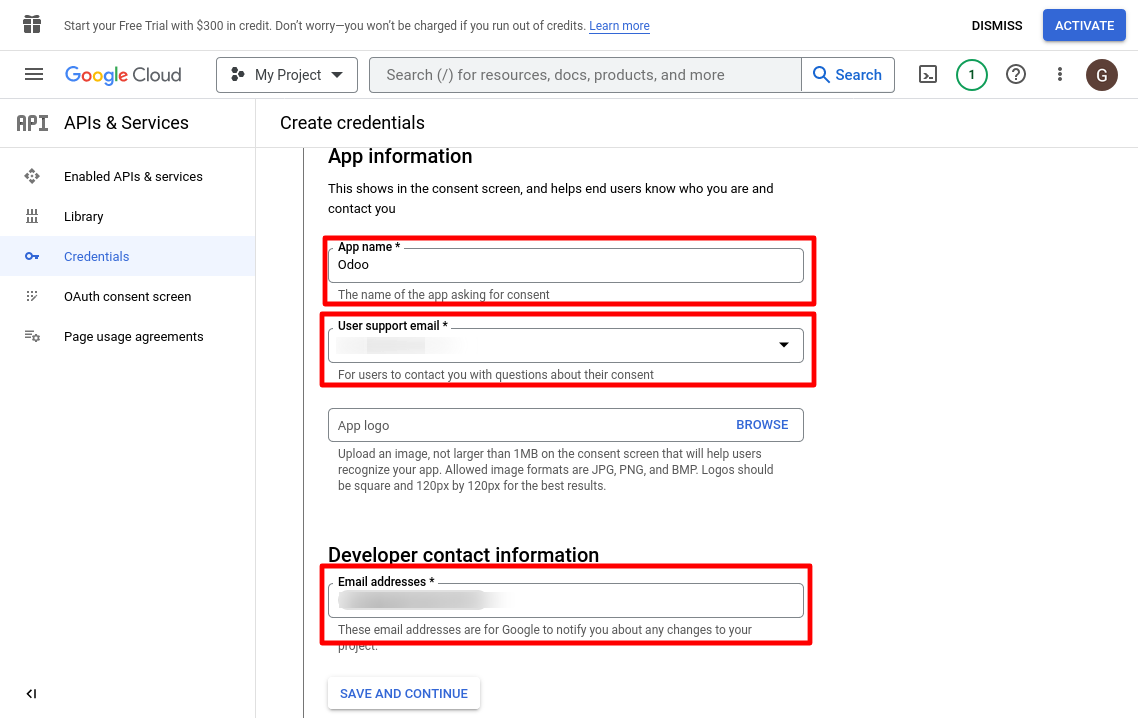 Start your Free Trial with $300 in credit. Don’t worry—you won’t be charged if you run out of credits. Learn more
DISMISS
ACTIVATE
Google Cloud
My Project
Search (/) for resources, docs, products, and more
Search
1
G
API
APIs & Services
Create credentials
Enabled APIs & services
Library
Credentials
OAuth consent screen
Page usage agreements
App information
This shows in the consent screen, and helps end users know who you are and
contact you
App name *
Odoo
The name of the app asking for consent
User support email *
For users to contact you with questions about their consent
App logo
BROWSE
Upload an image, not larger than 1MB on the consent screen that will help users
recognize your app. Allowed image formats are JPG, PNG, and BMP. Logos should
be square and 120px by 120px for the best results.
Developer contact information
Email addresses *
These email addresses are for Google to notify you about any changes to your
project.
SAVE AND CONTINUE